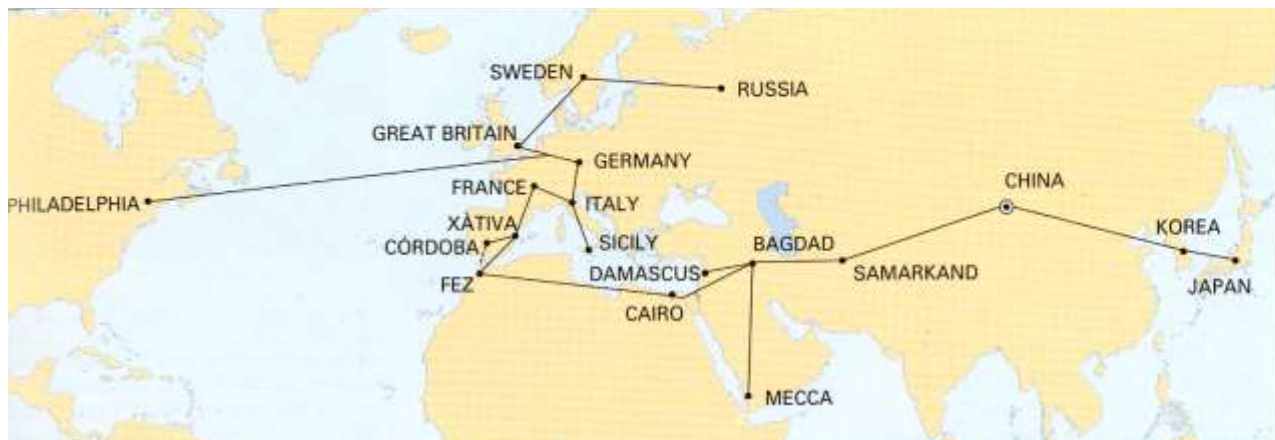 SWEDEN
RUSSIA
GREAT BRITAIN
GERMANY
CHINA
FRANCE
PHILADELPHIA
ITALY
XÀTIVA
KOREA
CÓRDOBA
SICILY
BAGDAD
DAMASCUS
SAMARKAND
FEZ
JAPAN
CAIRO
MECCA